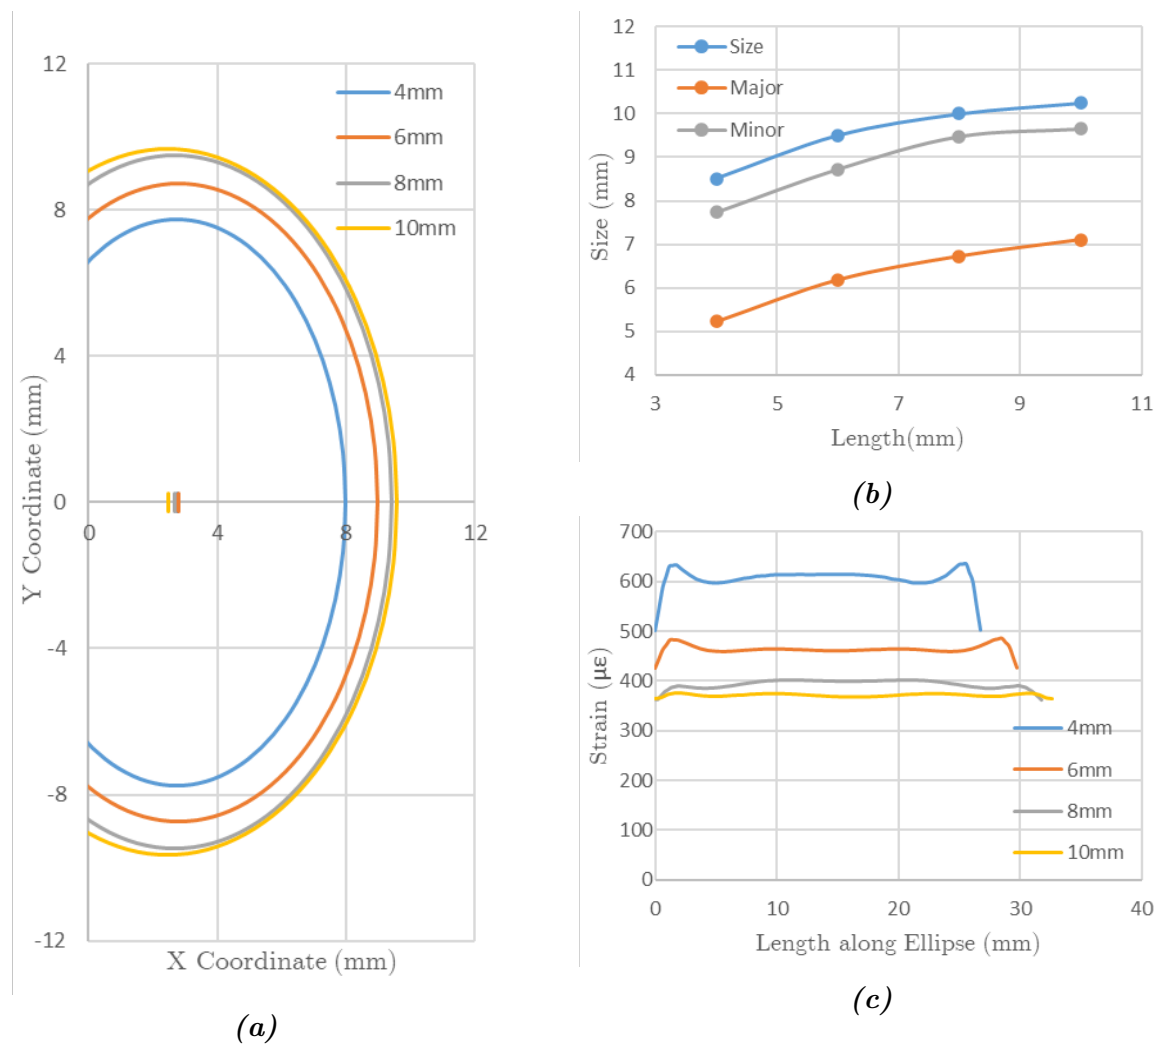 12
8
4
0
-4
-8
-12
0
4
8
12
Y Coordinate (mm)
X Coordinate (mm)
4mm
6mm
8mm
10mm
(a)
12
11
10
9
8
7
6
5
4
3
5
7
9
11
Size (mm)
Length(mm)
Size
Major
Minor
(b)
700
600
500
400
300
200
100
0
0
10
20
30
40
Strain (με)
Length along Ellipse (mm)
4mm
6mm
8mm
10mm
(c)